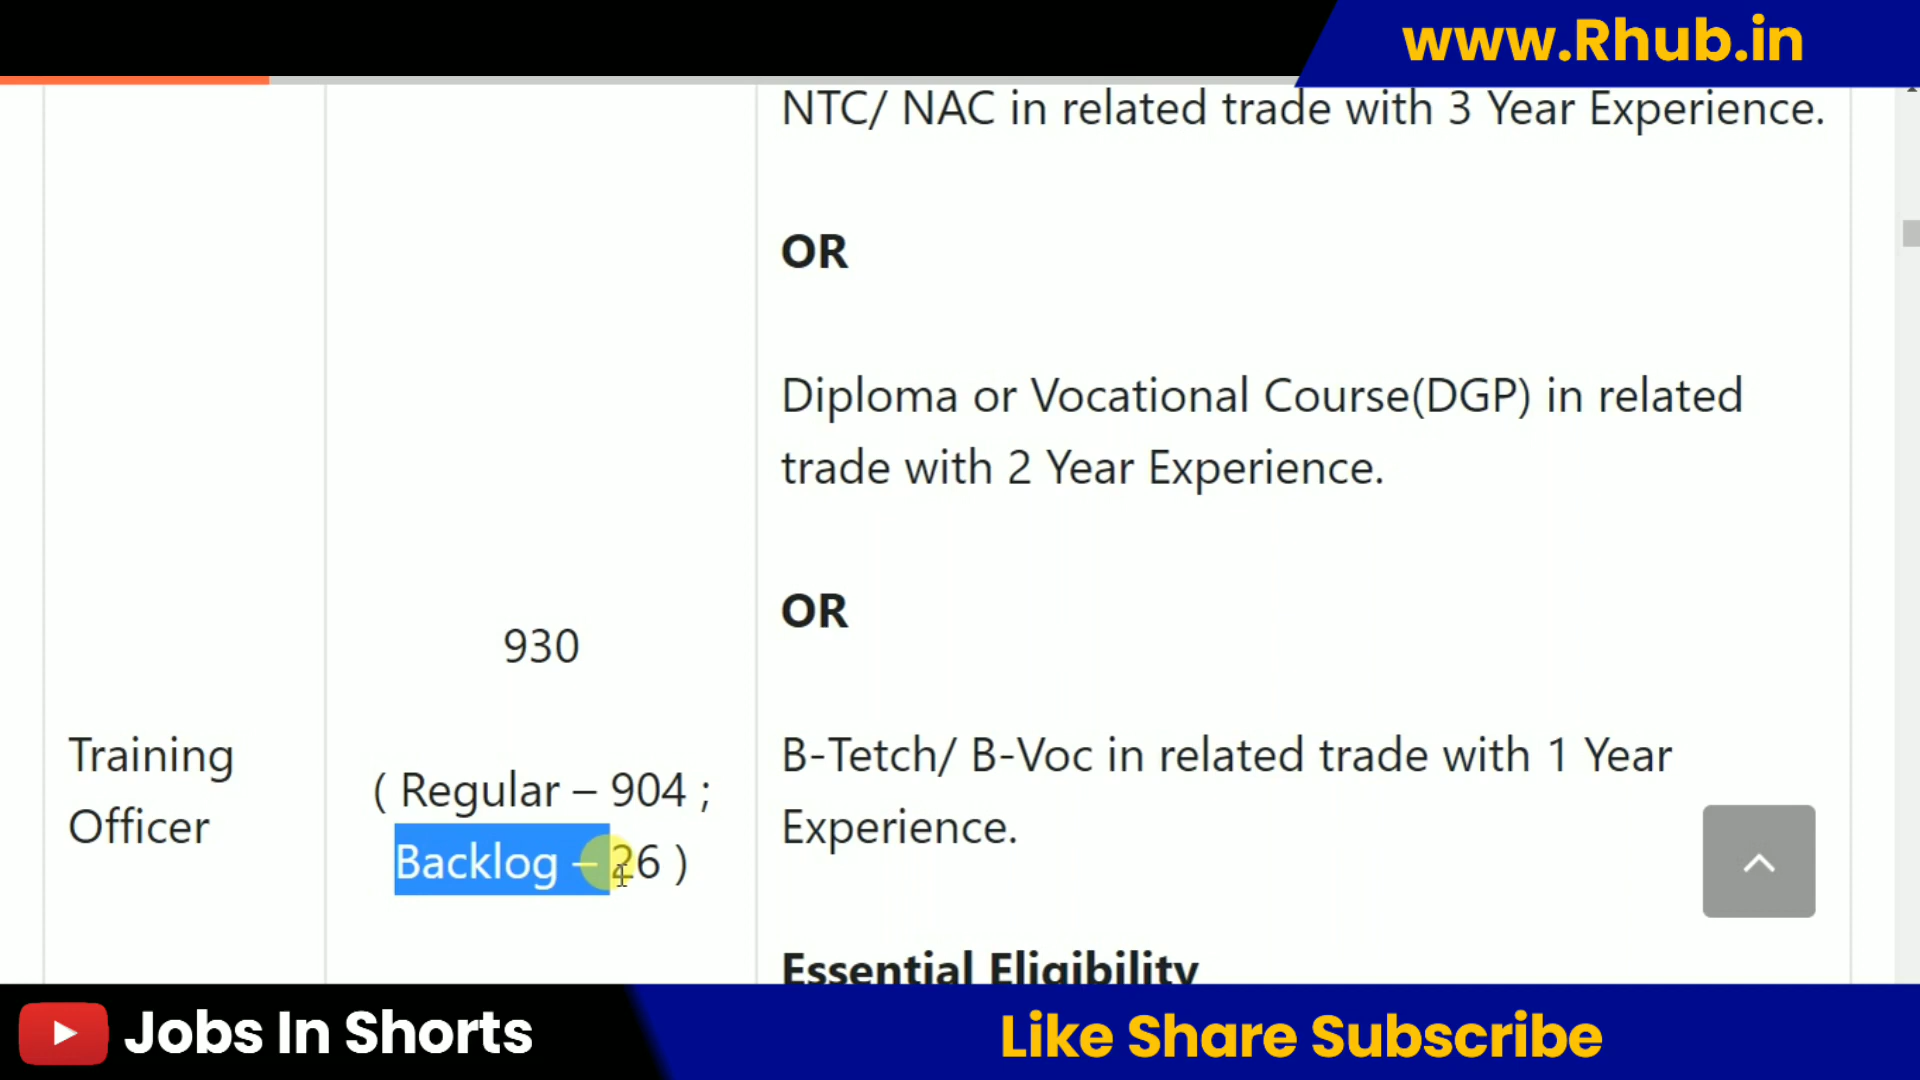 www.Rhub.in
NTC/ NAC in related trade with 3 Year Experience.
OR
Diploma or Vocational Course(DGP) in related
trade with 2 Year Experience.
OR
930
Training
Officer
( Regular – 904 ;
Backlog – 26 )
B-Tetch/ B-Voc in related trade with 1 Year
Experience.
Essential Eligibility
Jobs In Shorts
Like Share Subscribe